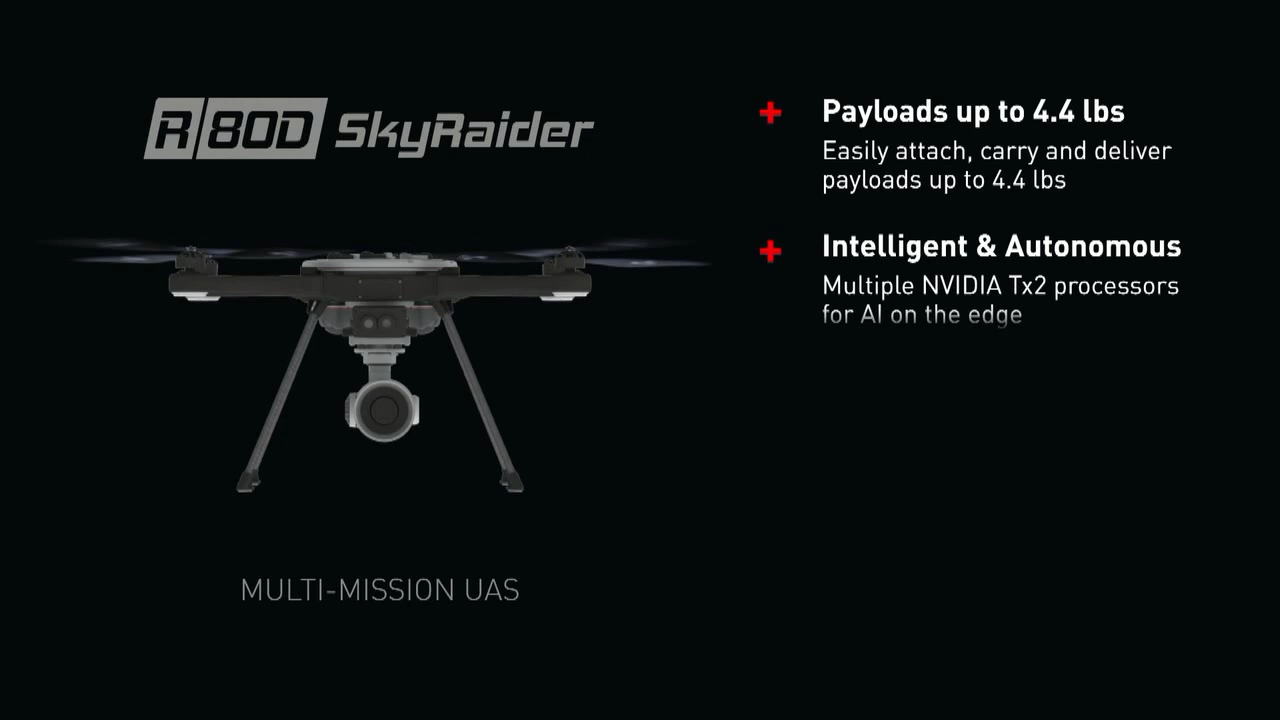 R80D SkyRaider
Payloads up to 4.4 lbs
Easily attach, carry and deliver
payloads up to 4.4 lbs
Intelligent & Autonomous
Multiple NVIDIA Tx2 processors
for AI on the edge
MULTI-MISSION UAS